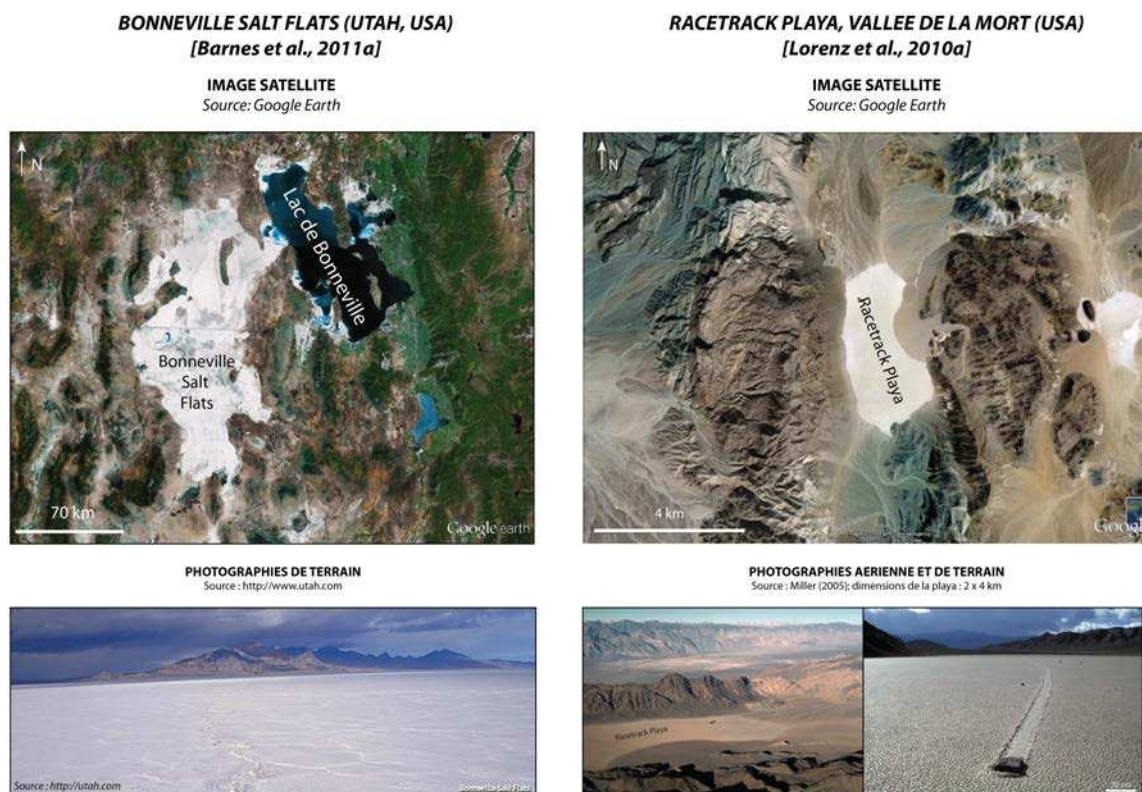 BONNEVILLE SALT FLATS (UTAH, USA)
[Barnes et al., 2011a]
IMAGE SATELLITE
Source: Google Earth
N
Lac de Bonneville
Bonneville
Salt
Flats
70 km
Google earth
PHOTOGRAPHIES DE TERRAIN
Source : http://www.utah.com
Source : http://utah.com
RACETRACK PLAYA, VALLEE DE LA MORT (USA)
[Lorenz et al., 2010a]
IMAGE SATELLITE
Source: Google Earth
N
Racetrack Playa
4 km
Googl
PHOTOGRAPHIES AERIENNE ET DE TERRAIN
Source : Miller (2005); dimensions de la playa : 2 x 4 km
Racetrack Playa